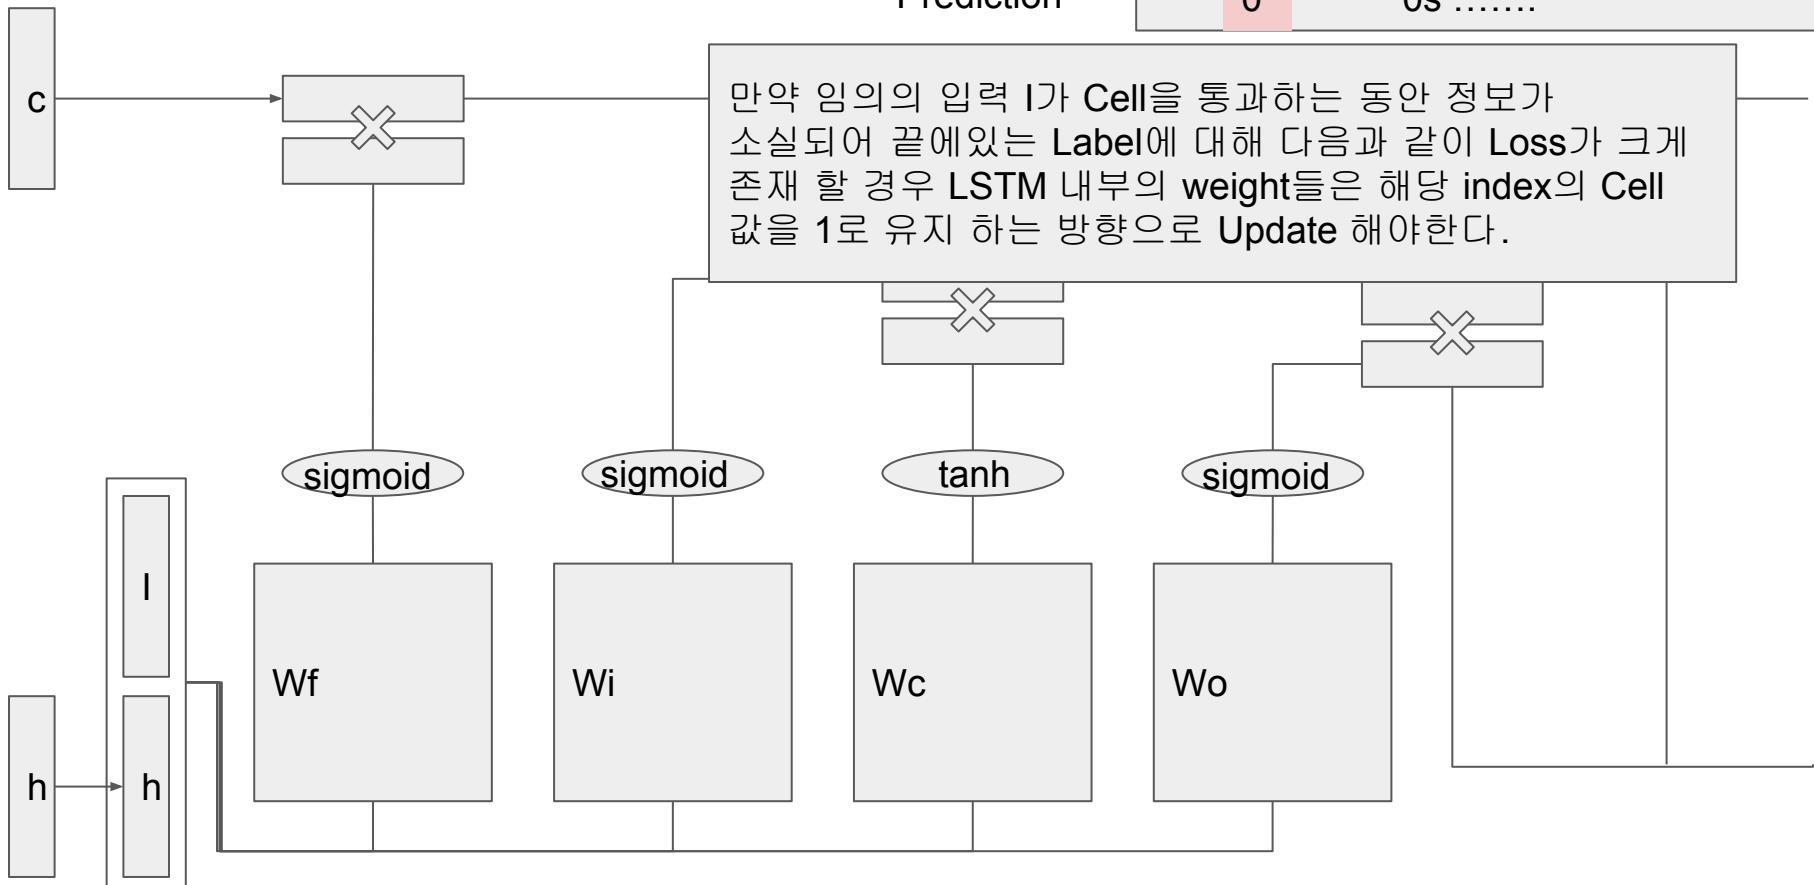 Prediction
0 0s .......
c
만약 임의의 입력 I가 Cell을 통과하는 동안 정보가
소실되어 끝에있는 Label에 대해 다음과 같이 Loss가 크게
존재 할 경우 LSTM 내부의 weight들은 해당 index의 Cell
값을 1로 유지 하는 방향으로 Update 해야한다.
sigmoid
sigmoid
tanh
sigmoid
I
Wf
Wi
Wc
Wo
h
h